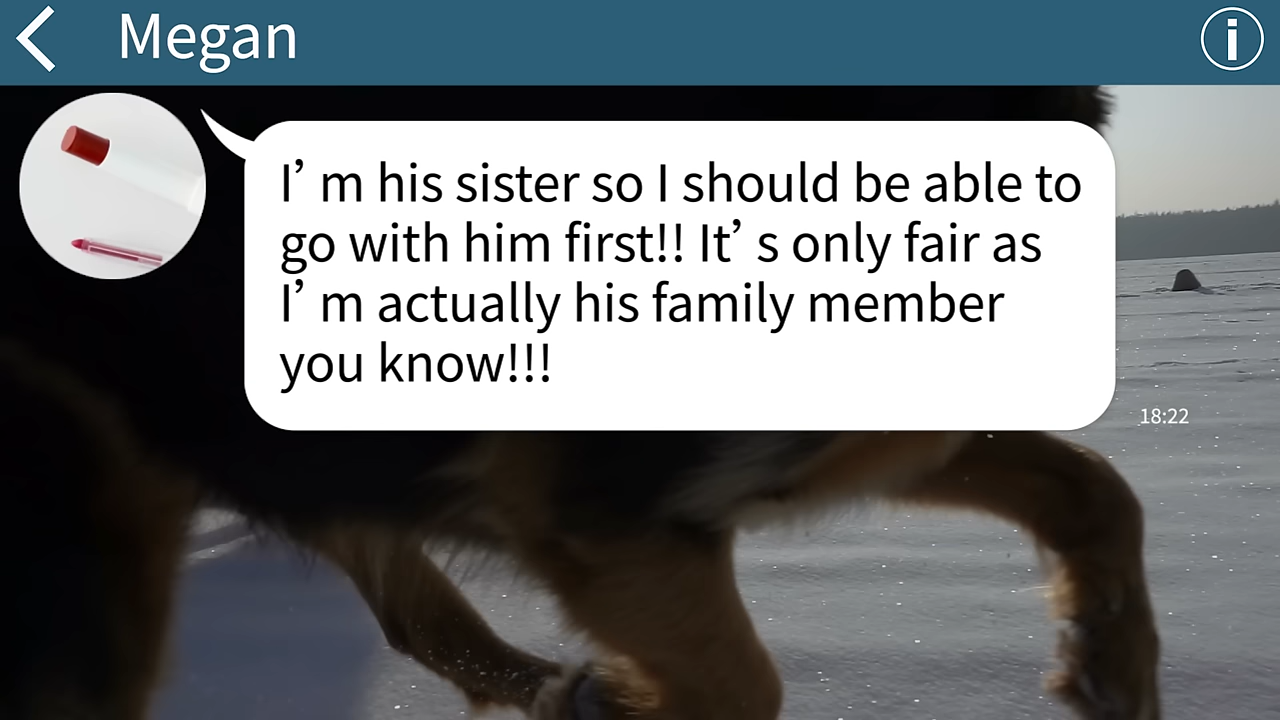 Megan
I’m his sister so I should be able to
go with him first!! It’s only fair as
I’m actually his family member
you know!!!
18:22